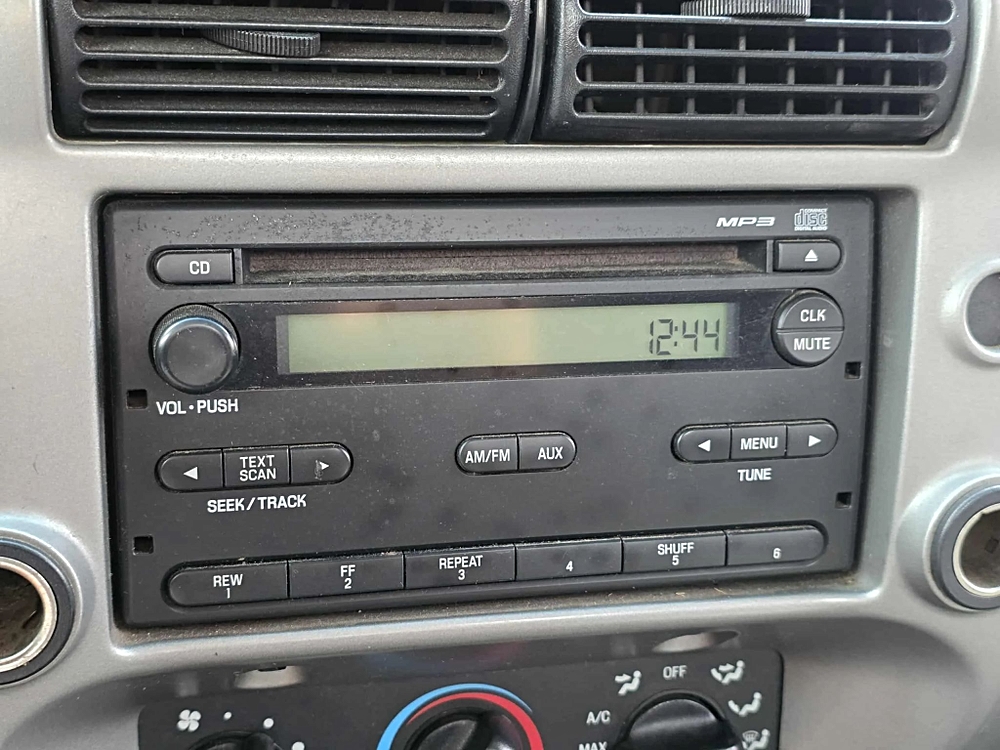 MP3
COMPACT
disc
DIGITAL AUDIO
CD
CLK
12:44
MUTE
VOL•PUSH
TEXT
SCAN
AM/FM
AUX
MENU
SEEK/TRACK
TUNE
REW
1
FF
2
REPEAT
3
4
SHUFF
5
6
OFF
A/C
MAX